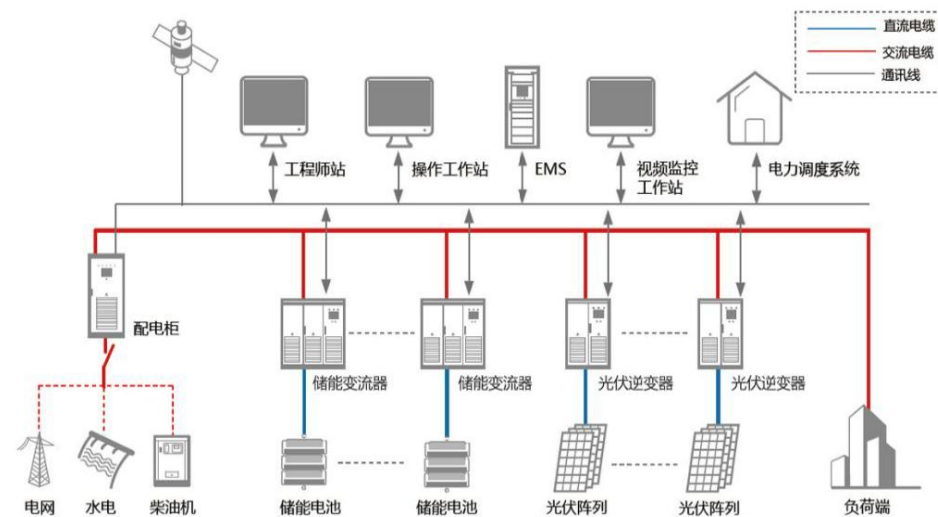 直流电缆
交流电缆
通讯线
工程师站
操作工作站
EMS
视频监控
工作站
电力调度系统
配电柜
储能变流器
储能变流器
光伏逆变器
光伏逆变器
电网
水电
柴油机
储能电池
储能电池
光伏阵列
光伏阵列
负荷端